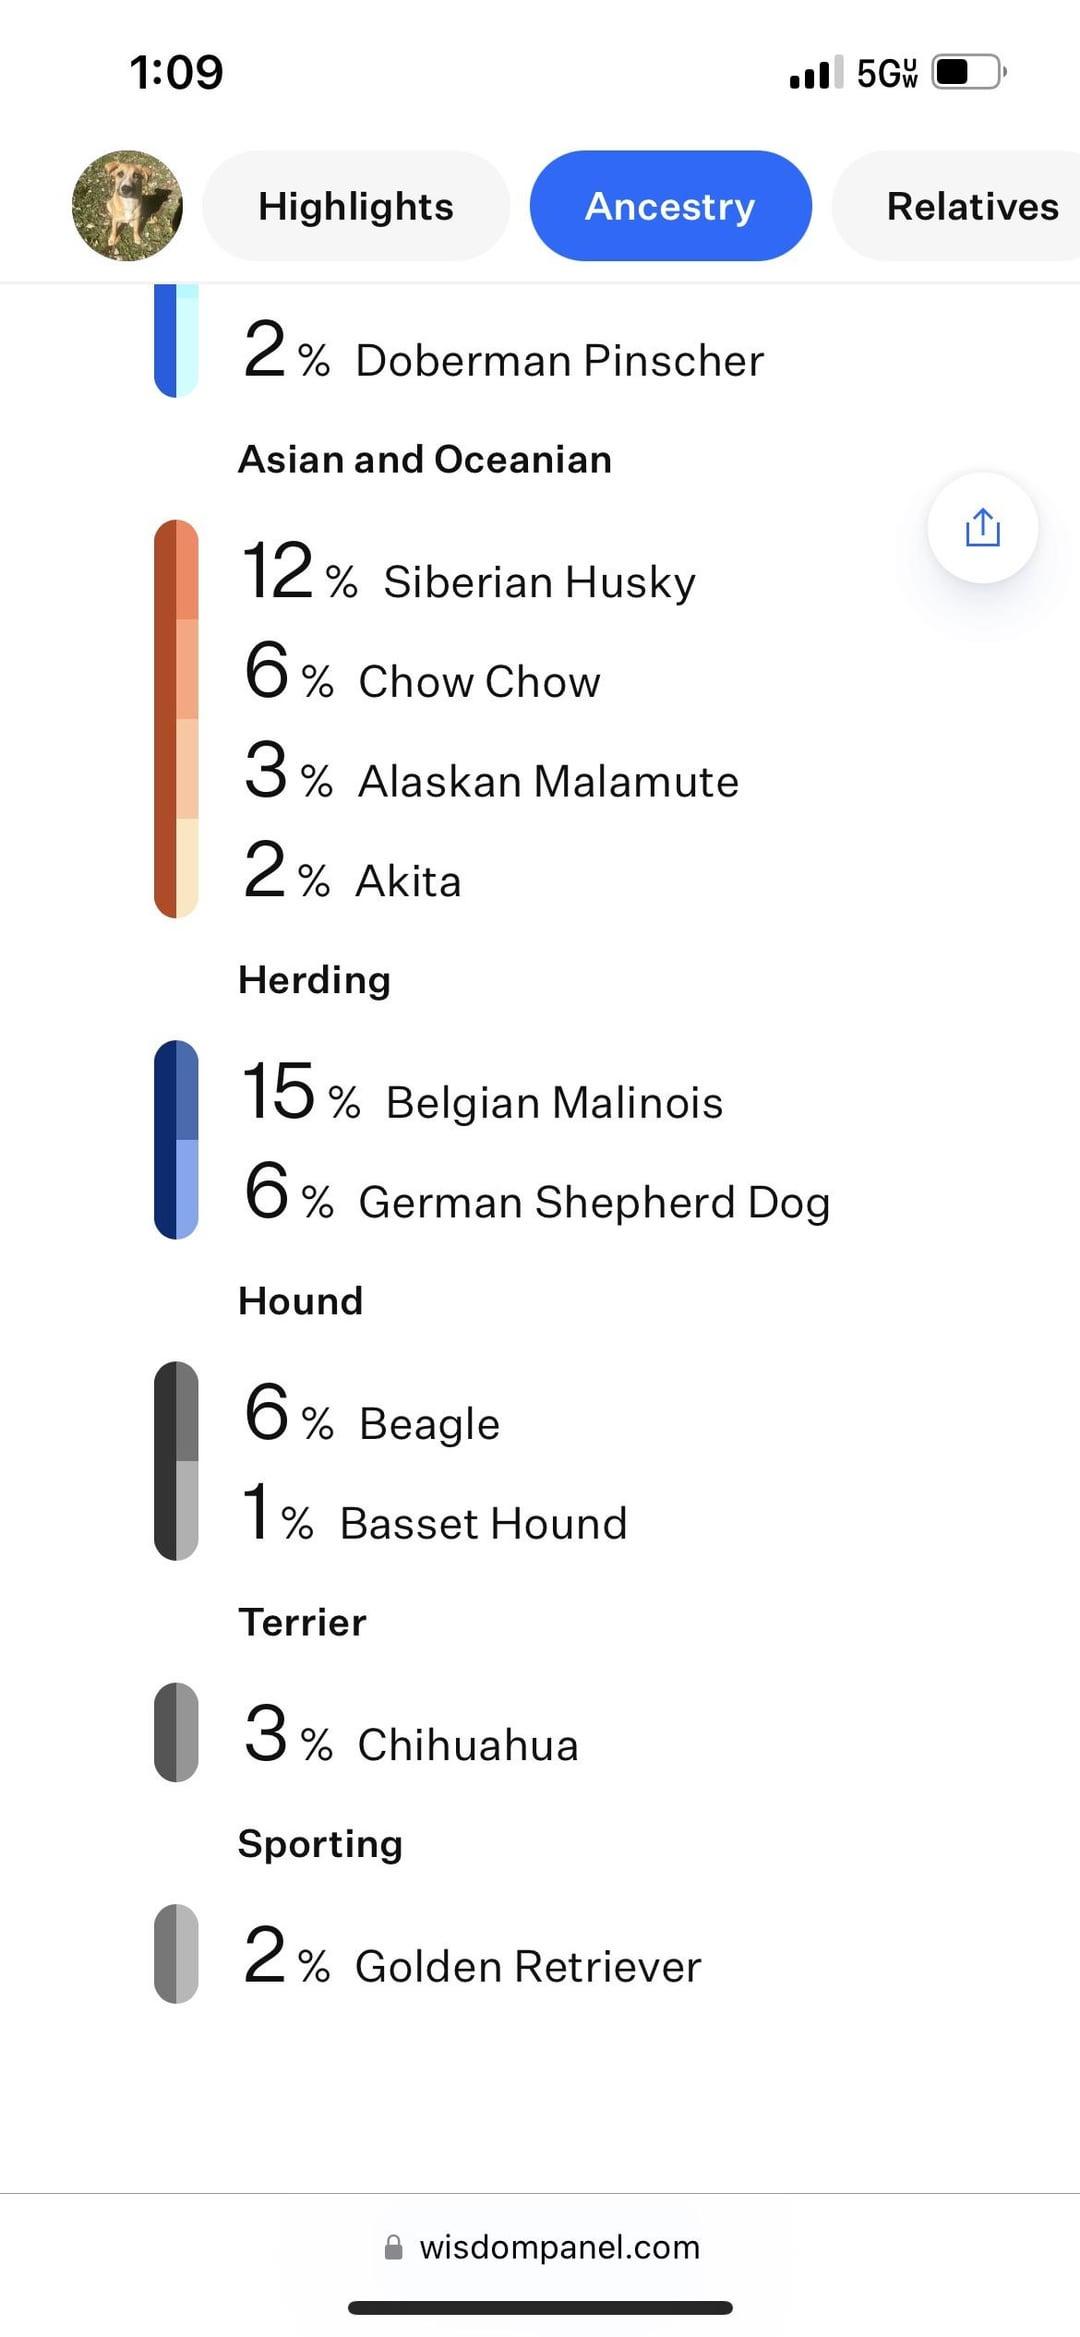 1:09 5G UW
Highlights Ancestry Relatives
2 % Doberman Pinscher
Asian and Oceanian
12 % Siberian Husky
6 % Chow Chow
3 % Alaskan Malamute
2 % Akita
Herding
15 % Belgian Malinois
6 % German Shepherd Dog
Hound
6 % Beagle
1 % Basset Hound
Terrier
3 % Chihuahua
Sporting
2 % Golden Retriever
wisdompanel.com